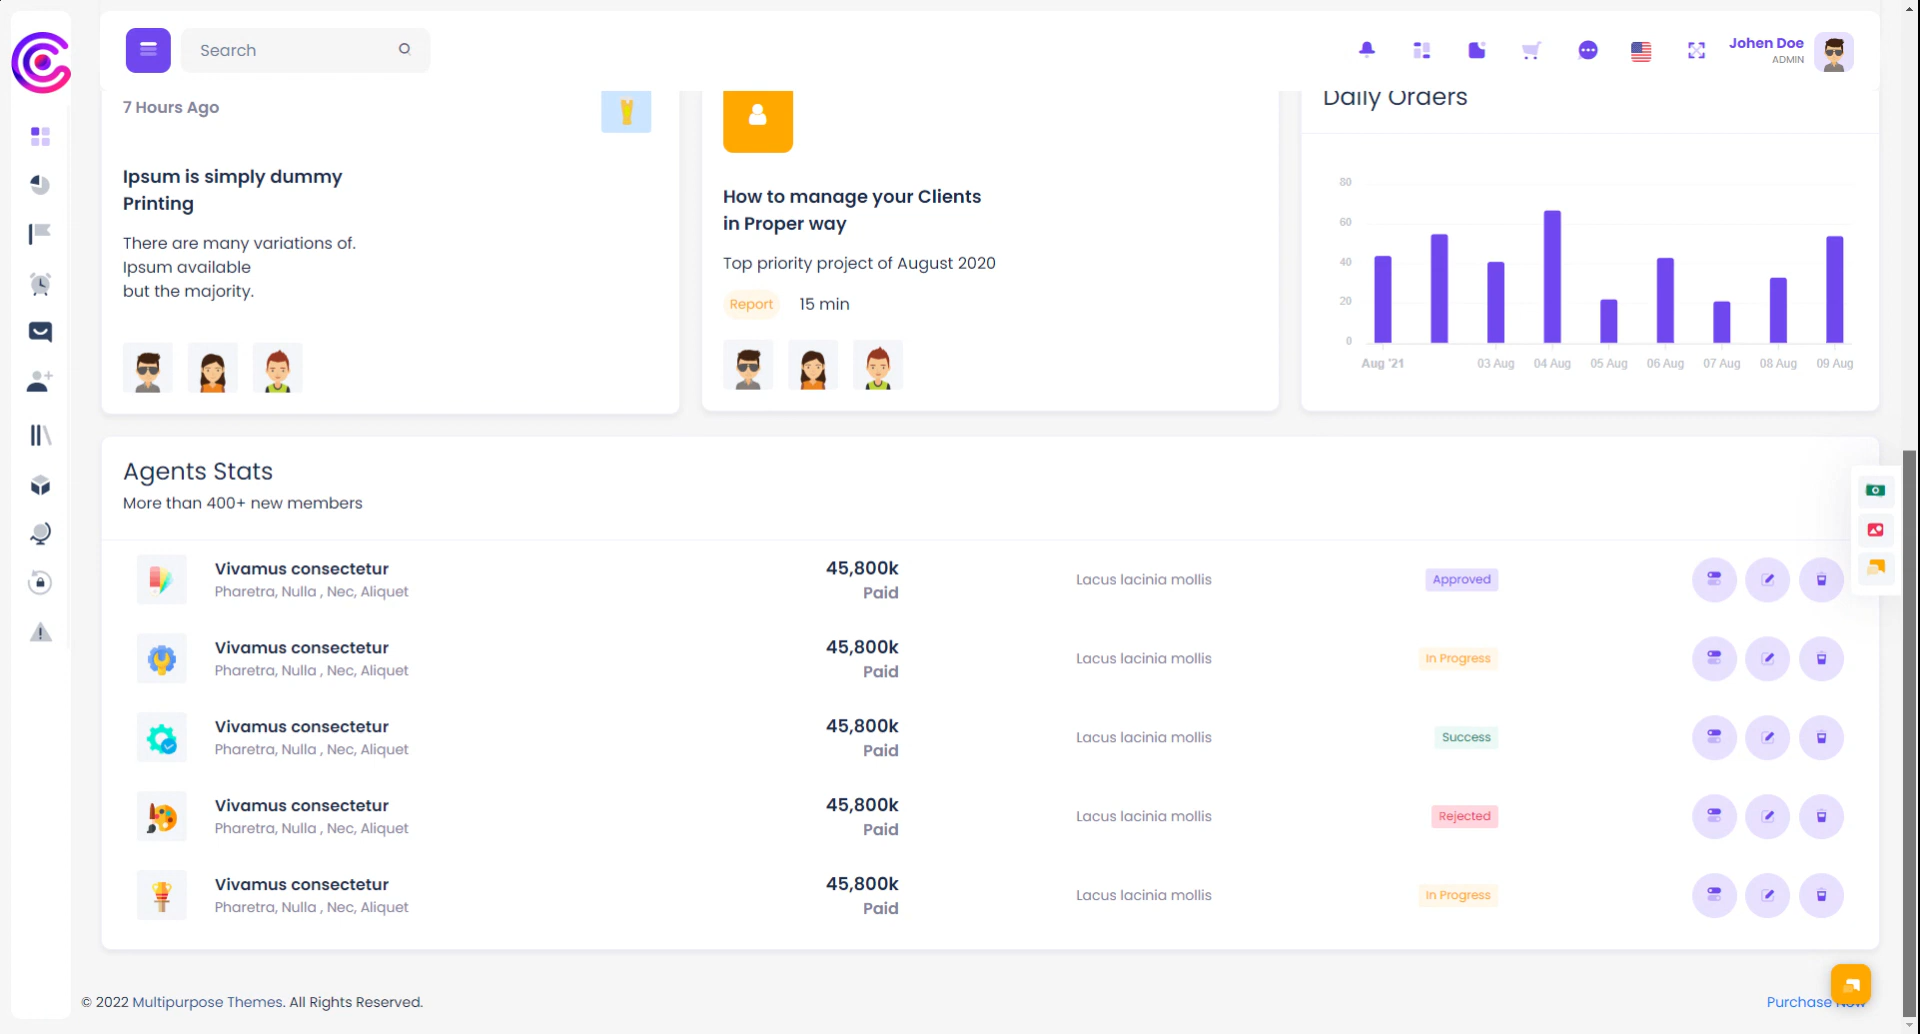 Search
Johen Doe
ADMIN
7 Hours Ago
Ipsum is simply dummy
Printing
There are many variations of.
Ipsum available
but the majority.
How to manage your Clients
in Proper way
Top priority project of August 2020
Report 15 min
Daily Orders
80
60
40
20
0
Aug '21 03 Aug 04 Aug 05 Aug 06 Aug 07 Aug 08 Aug 09 Aug
Agents Stats
More than 400+ new members
Vivamus consectetur
Pharetra, Nulla , Nec, Aliquet
45,800k
Paid
Lacus lacinia mollis
Approved
Vivamus consectetur
Pharetra, Nulla , Nec, Aliquet
45,800k
Paid
Lacus lacinia mollis
In Progress
Vivamus consectetur
Pharetra, Nulla , Nec, Aliquet
45,800k
Paid
Lacus lacinia mollis
Success
Vivamus consectetur
Pharetra, Nulla , Nec, Aliquet
45,800k
Paid
Lacus lacinia mollis
Rejected
Vivamus consectetur
Pharetra, Nulla , Nec, Aliquet
45,800k
Paid
Lacus lacinia mollis
In Progress
© 2022 Multipurpose Themes. All Rights Reserved.
Purchase Now